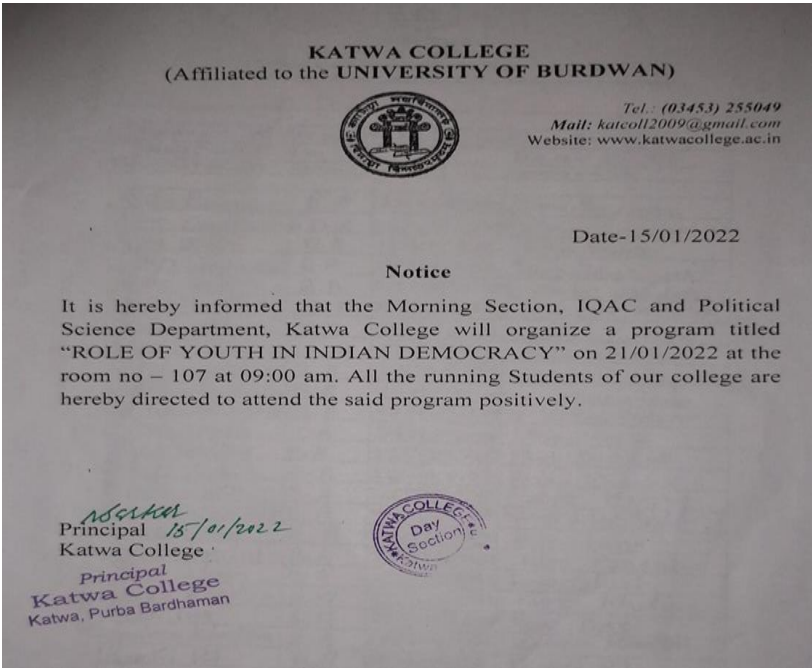 KATWA COLLEGE
(Affiliated to the UNIVERSITY OF BURDWAN)
Tel.: (03453) 255049
Mail: katcoll2009@gmail.com
Website: www.katwacollege.ac.in
Date-15/01/2022
Notice
It is hereby informed that the Morning Section, IQAC and Political
Science Department, Katwa College will organize a program titled
“ROLE OF YOUTH IN INDIAN DEMOCRACY” on 21/01/2022 at the
room no – 107 at 09:00 am. All the running Students of our college are
hereby directed to attend the said program positively.
Principal 15/01/2022
Katwa College
Principal
Katwa College
Katwa, Purba Bardhaman
KATWA COLLEGE
Day
Section
Katwa